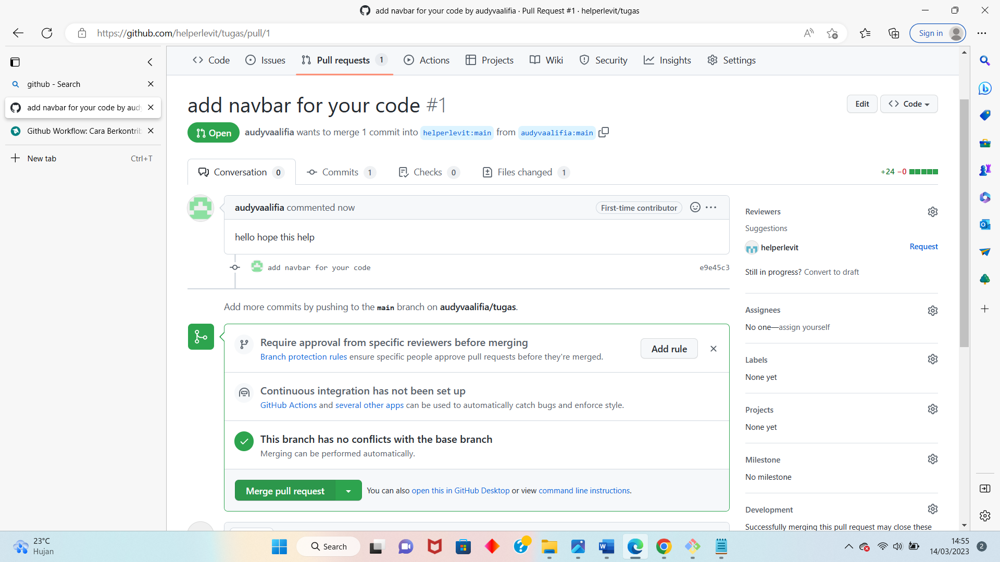 add navbar for your code by audyvaalifia · Pull Request #1 · helperlevit/tugas
https://github.com/helperlevit/tugas/pull/1
Sign in
github - Search
add navbar for your code by aud
Github Workflow: Cara Berkontrib
New tab Ctrl+T
Code Issues Pull requests 1 Actions Projects Wiki Security Insights Settings
add navbar for your code #1
Edit Code
Open audyvaalifia wants to merge 1 commit into helperlevit:main from audyvaalifia:main
Conversation 0 Commits 1 Checks 0 Files changed 1 +24 −0
audyvaalifia commented now First-time contributor
hello hope this help
add navbar for your code e9e45c3
Add more commits by pushing to the main branch on audyvaalifia/tugas.
Require approval from specific reviewers before merging
Branch protection rules ensure specific people approve pull requests before they're merged.
Add rule
Continuous integration has not been set up
GitHub Actions and several other apps can be used to automatically catch bugs and enforce style.
This branch has no conflicts with the base branch
Merging can be performed automatically.
Merge pull request You can also open this in GitHub Desktop or view command line instructions.
Reviewers
Suggestions
helperlevit Request
Still in progress? Convert to draft
Assignees
No one—assign yourself
Labels
None yet
Projects
None yet
Milestone
No milestone
Development
Successfully merging this pull request may close these
23°C
Hujan
Search
14:55
14/03/2023
2